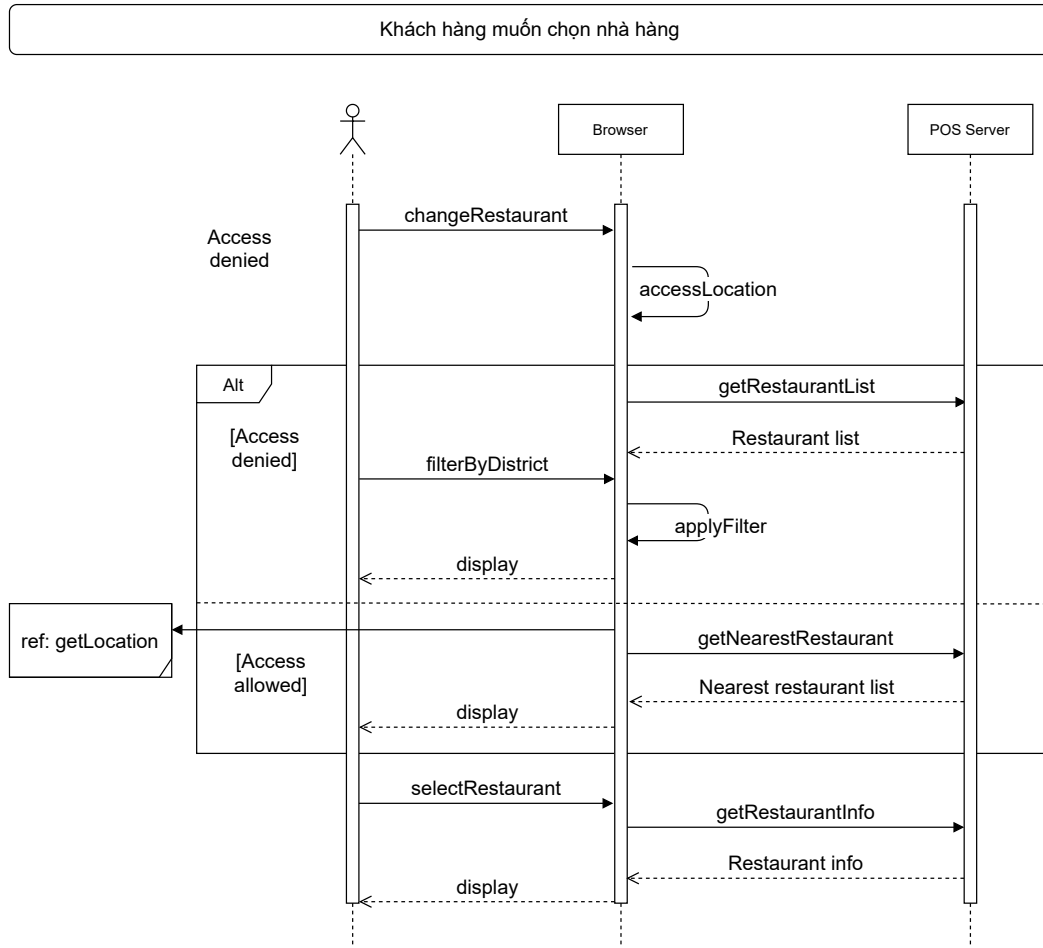 Khách hàng muốn chọn nhà hàng
Browser
POS Server
changeRestaurant
Access
denied
accessLocation
Alt
getRestaurantList
[Access
denied]
Restaurant list
filterByDistrict
applyFilter
display
ref: getLocation
getNearestRestaurant
[Access
allowed]
Nearest restaurant list
display
selectRestaurant
getRestaurantInfo
Restaurant info
display